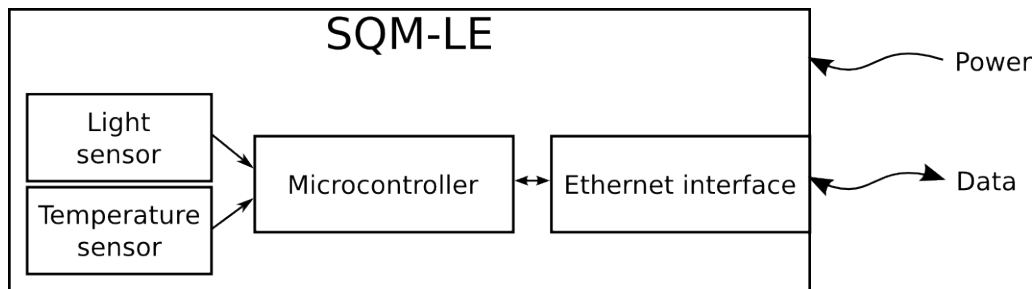 SQM-LE
Power
Light
sensor
Microcontroller
Ethernet interface
Data
Temperature
sensor